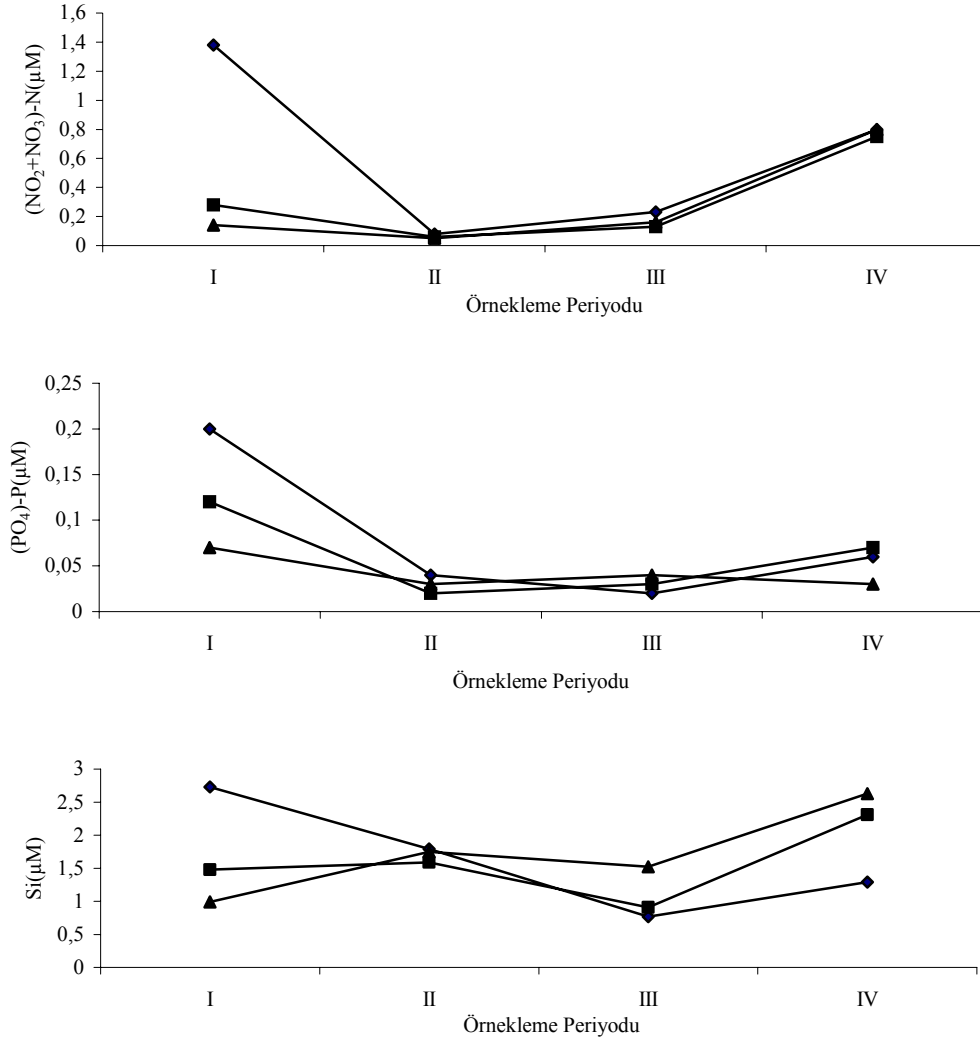 1,6
1,4
1,2
1
0,8
0,6
0,4
0,2
0
(NO₂+NO₃)-N(µM)
I II III IV
Örnekleme Periyodu
0,25
0,2
0,15
0,1
0,05
0
(PO₄)-P(µM)
I II III IV
Örnekleme Periyodu
3
2,5
2
1,5
1
0,5
0
Si(µM)
I II III IV
Örnekleme Periyodu